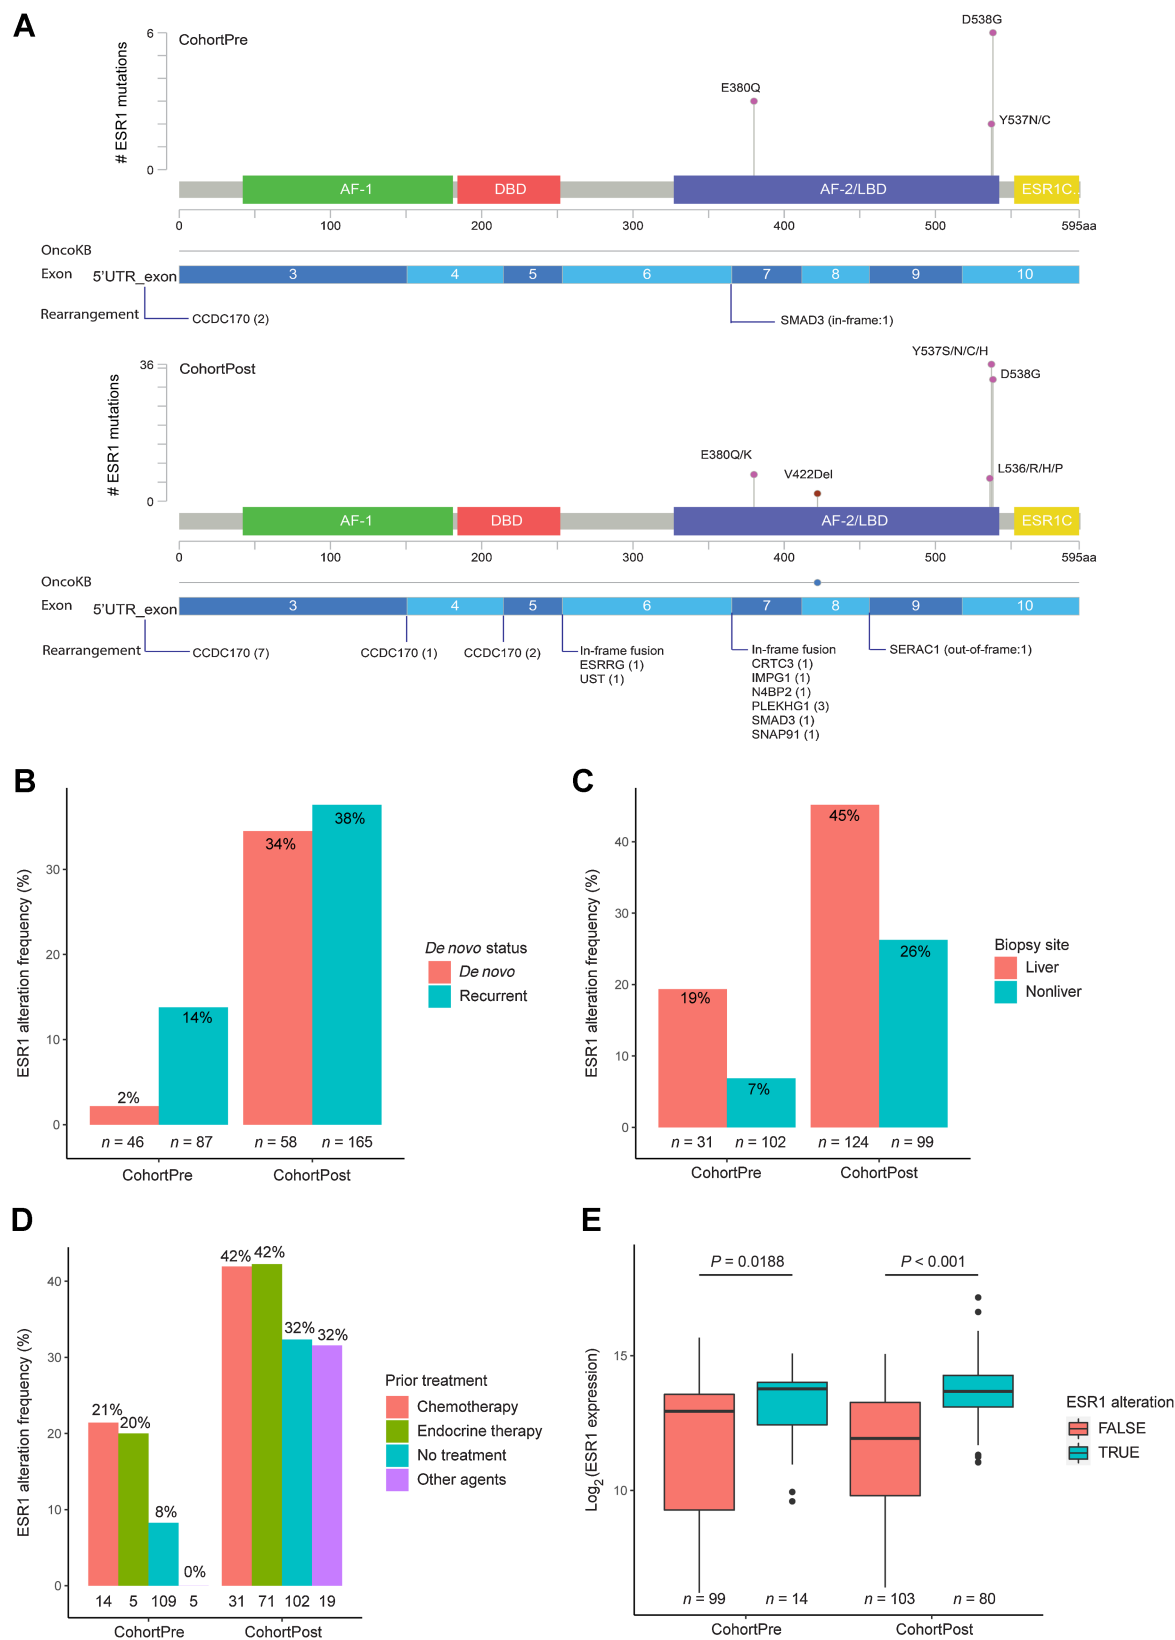 A
CohortPre
# ESR1 mutations
6
0
D538G
E380Q
Y537N/C
AF-1
DBD
AF-2/LBD
ESR1C..
0
100
200
300
400
500
595aa
OncoKB
Exon
5'UTR_exon
3
4
5
6
7
8
9
10
Rearrangement
CCDC170 (2)
SMAD3 (in-frame:1)
CohortPost
# ESR1 mutations
36
0
Y537S/N/C/H
D538G
E380Q/K
V422Del
L536/R/H/P
AF-1
DBD
AF-2/LBD
ESR1C
0
100
200
300
400
500
595aa
OncoKB
Exon
5'UTR_exon
3
4
5
6
7
8
9
10
Rearrangement
CCDC170 (7)
CCDC170 (1)
CCDC170 (2)
In-frame fusion
ESRRG (1)
UST (1)
In-frame fusion
CRTC3 (1)
IMPG1 (1)
N4BP2 (1)
PLEKHG1 (3)
SMAD3 (1)
SNAP91 (1)
SERAC1 (out-of-frame:1)
B
ESR1 alteration frequency (%)
30
20
10
0
2%
14%
34%
38%
n = 46
n = 87
n = 58
n = 165
CohortPre
CohortPost
De novo status
De novo
Recurrent
C
ESR1 alteration frequency (%)
40
30
20
10
0
19%
7%
45%
26%
n = 31
n = 102
n = 124
n = 99
CohortPre
CohortPost
Biopsy site
Liver
Nonliver
D
ESR1 alteration frequency (%)
40
30
20
10
0
21%
20%
8%
0%
42%
42%
32%
32%
14
5
109
5
31
71
102
19
CohortPre
CohortPost
Prior treatment
Chemotherapy
Endocrine therapy
No treatment
Other agents
E
Log2(ESR1 expression)
15
10
P = 0.0188
P < 0.001
n = 99
n = 14
n = 103
n = 80
CohortPre
CohortPost
ESR1 alteration
FALSE
TRUE